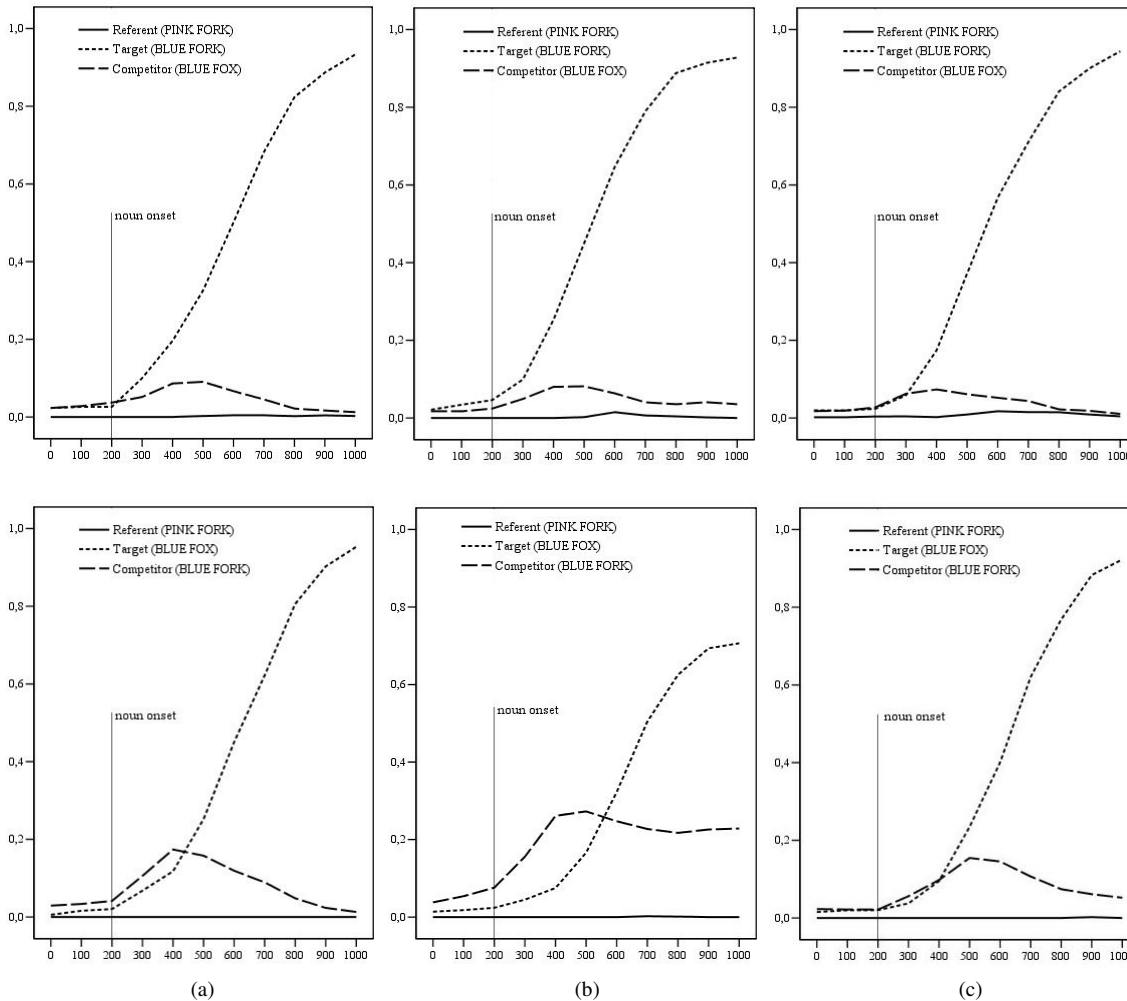 1,0
0,8
0,6
0,4
0,2
0,0
Referent (PINK FORK)
Target (BLUE FORK)
Competitor (BLUE FOX)
noun onset
0 100 200 300 400 500 600 700 800 900 1000
1,0
0,8
0,6
0,4
0,2
0,0
Referent (PINK FORK)
Target (BLUE FORK)
Competitor (BLUE FOX)
noun onset
0 100 200 300 400 500 600 700 800 900 1000
1,0
0,8
0,6
0,4
0,2
0,0
Referent (PINK FORK)
Target (BLUE FORK)
Competitor (BLUE FOX)
noun onset
0 100 200 300 400 500 600 700 800 900 1000
1,0
0,8
0,6
0,4
0,2
0,0
Referent (PINK FORK)
Target (BLUE FOX)
Competitor (BLUE FORK)
noun onset
0 100 200 300 400 500 600 700 800 900 1000
(a)
1,0
0,8
0,6
0,4
0,2
0,0
Referent (PINK FORK)
Target (BLUE FOX)
Competitor (BLUE FORK)
noun onset
0 100 200 300 400 500 600 700 800 900 1000
(b)
1,0
0,8
0,6
0,4
0,2
0,0
Referent (PINK FORK)
Target (BLUE FOX)
Competitor (BLUE FORK)
noun onset
0 100 200 300 400 500 600 700 800 900 1000
(c)